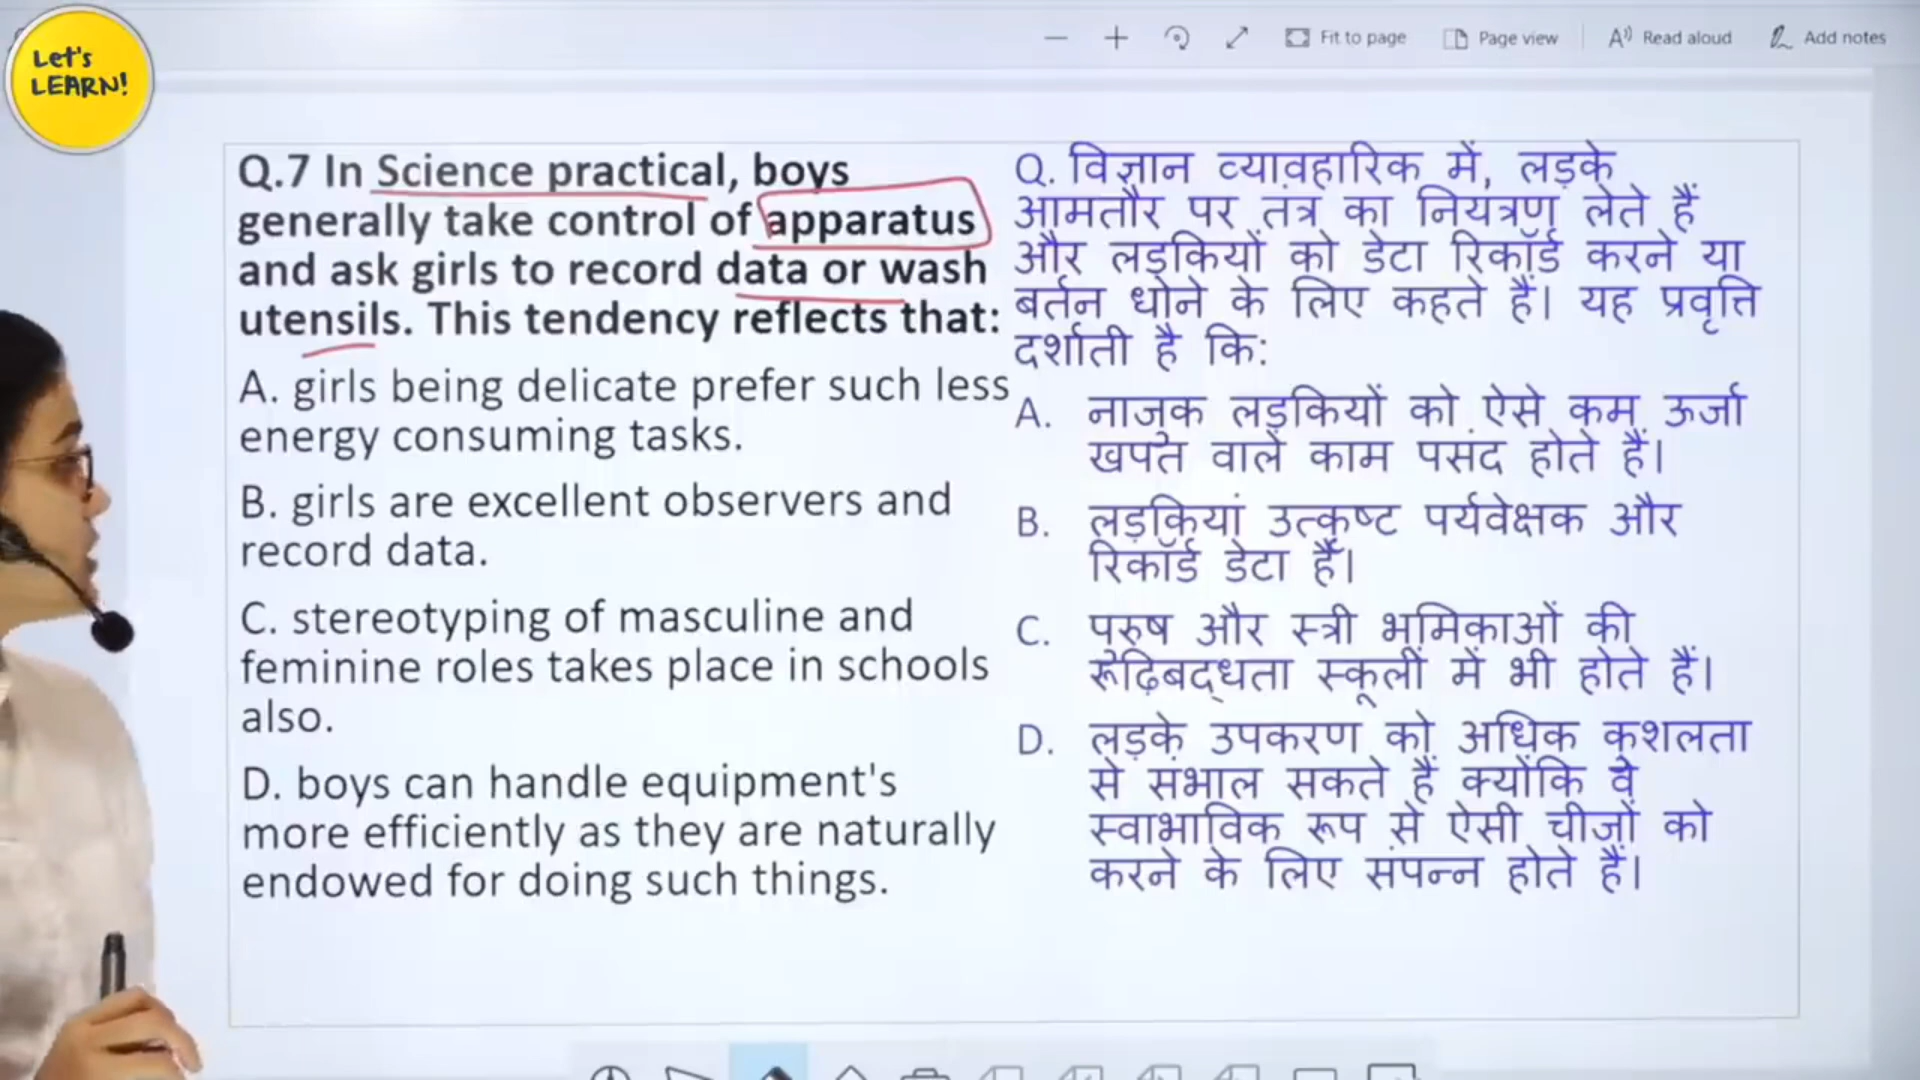 Let's
LEARN!
Fit to page
Page view
Read aloud
Add notes
Q.7 In Science practical, boys
generally take control of apparatus
and ask girls to record data or wash
utensils. This tendency reflects that:
A. girls being delicate prefer such less
energy consuming tasks.
B. girls are excellent observers and
record data.
C. stereotyping of masculine and
feminine roles takes place in schools
also.
D. boys can handle equipment's
more efficiently as they are naturally
endowed for doing such things.
Q. विज्ञान व्यावहारिक में, लड़के
आमतौर पर तंत्र का नियंत्रण लेते हैं
और लड़कियों को डेटा रिकॉर्ड करने या
बर्तन धोने के लिए कहते हैं। यह प्रवृत्ति
दर्शाती है कि:
A. नाजुक लड़कियों को ऐसे कम ऊर्जा
खपत वाले काम पसंद होते हैं।
B. लड़कियां उत्कृष्ट पर्यवेक्षक और
रिकॉर्ड डेटा हैं।
C. पुरुष और स्त्री भूमिकाओं की
रूढ़िबद्धता स्कूलों में भी होते हैं।
D. लड़के उपकरण को अधिक कुशलता
से संभाल सकते हैं क्योंकि वे
स्वाभाविक रूप से ऐसी चीजों को
करने के लिए संपन्न होते हैं।